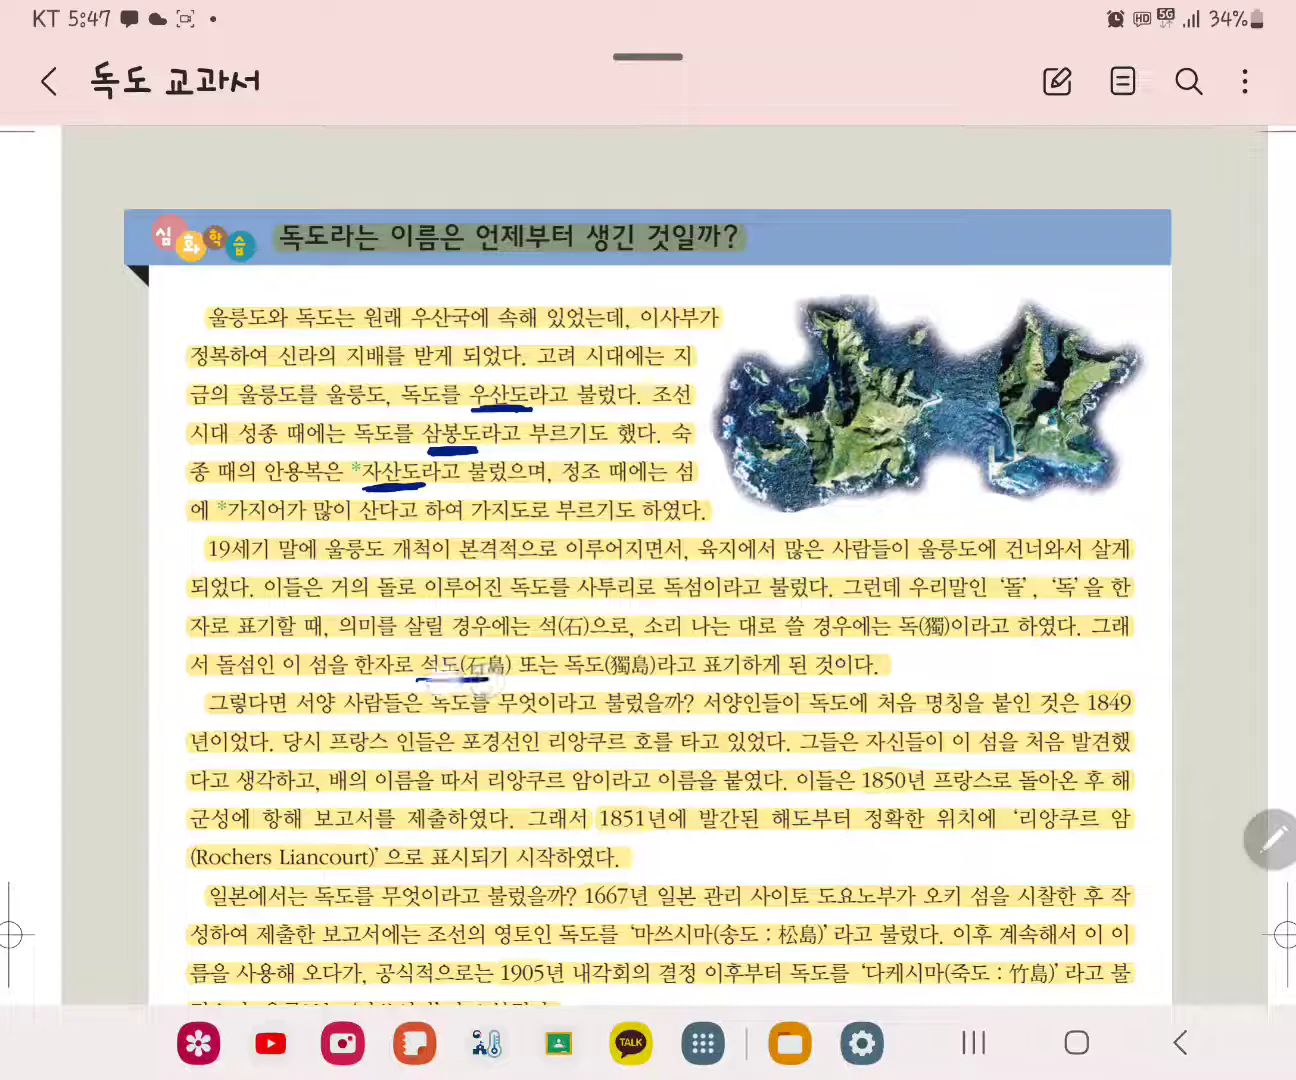 KT 5:47
HD 5G 34%
독도 교과서
심화학습 독도라는 이름은 언제부터 생긴 것일까?
울릉도와 독도는 원래 우산국에 속해 있었는데, 이사부가
정복하여 신라의 지배를 받게 되었다. 고려 시대에는 지
금의 울릉도를 울릉도, 독도를 우산도라고 불렀다. 조선
시대 성종 때에는 독도를 삼봉도라고 부르기도 했다. 숙
종 때의 안용복은 *자산도라고 불렀으며, 정조 때에는 섬
에 *가지어가 많이 산다고 하여 가지도로 부르기도 하였다.
19세기 말에 울릉도 개척이 본격적으로 이루어지면서, 육지에서 많은 사람들이 울릉도에 건너와서 살게
되었다. 이들은 거의 돌로 이루어진 독도를 사투리로 독섬이라고 불렀다. 그런데 우리말인 ‘돌’, ‘독’을 한
자로 표기할 때, 의미를 살릴 경우에는 석(石)으로, 소리 나는 대로 쓸 경우에는 독(獨)이라고 하였다. 그래
서 돌섬인 이 섬을 한자로 석도(石島) 또는 독도(獨島)라고 표기하게 된 것이다.
그렇다면 서양 사람들은 독도를 무엇이라고 불렀을까? 서양인들이 독도에 처음 명칭을 붙인 것은 1849
년이었다. 당시 프랑스 인들은 포경선인 리앙쿠르 호를 타고 있었다. 그들은 자신들이 이 섬을 처음 발견했
다고 생각하고, 배의 이름을 따서 리앙쿠르 암이라고 이름을 붙였다. 이들은 1850년 프랑스로 돌아온 후 해
군성에 항해 보고서를 제출하였다. 그래서 1851년에 발간된 해도부터 정확한 위치에 ‘리앙쿠르 암
(Rochers Liancourt)’으로 표시되기 시작하였다.
일본에서는 독도를 무엇이라고 불렀을까? 1667년 일본 관리 사이토 도요노부가 오키 섬을 시찰한 후 작
성하여 제출한 보고서에는 조선의 영토인 독도를 ‘마쓰시마(송도 : 松島)’라고 불렀다. 이후 계속해서 이 이
름을 사용해 오다가, 공식적으로는 1905년 내각회의 결정 이후부터 독도를 ‘다케시마(죽도 : 竹島)’라고 불
TALK